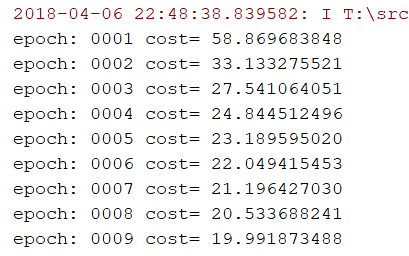 2018-04-06 22:48:38.839582: I T:\src
epoch: 0001 cost= 58.869683848
epoch: 0002 cost= 33.133275521
epoch: 0003 cost= 27.541064051
epoch: 0004 cost= 24.844512496
epoch: 0005 cost= 23.189595020
epoch: 0006 cost= 22.049415453
epoch: 0007 cost= 21.196427030
epoch: 0008 cost= 20.533688241
epoch: 0009 cost= 19.991873488